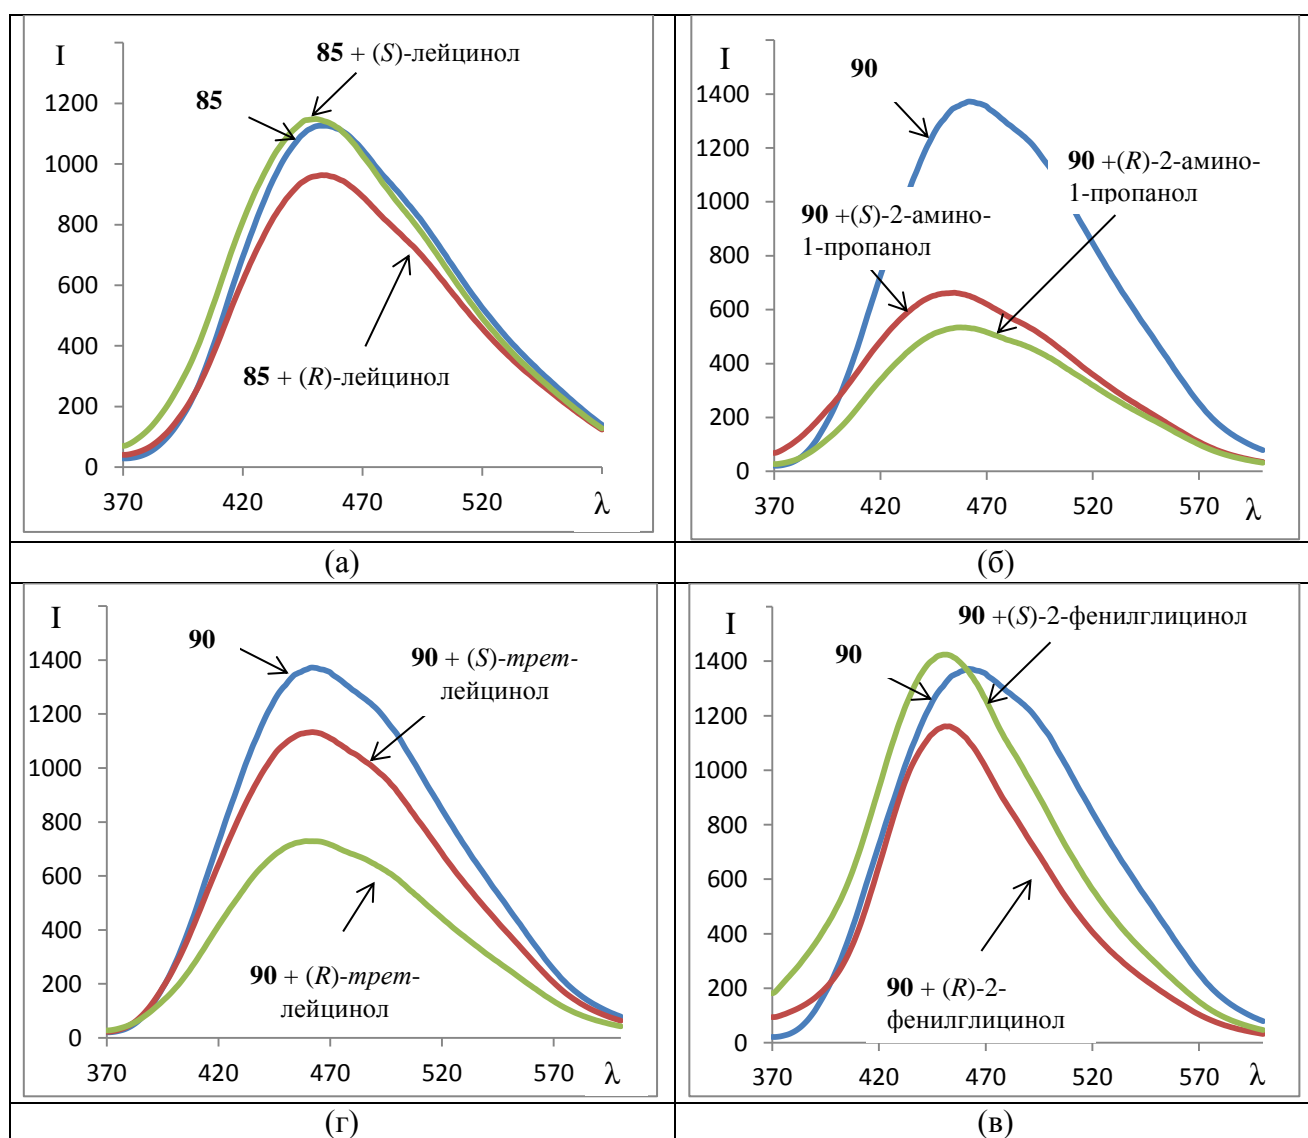 I
85 + (S)-лейцинол
85
1200
1000
800
600
400
200
0
85 + (R)-лейцинол
370
420
470
520
λ
(а)
I
90
1400
1200
1000
800
600
400
200
0
90 +(R)-2-амино-
1-пропанол
90 +(S)-2-амино-
1-пропанол
370
420
470
520
570
λ
(б)
I
90
1400
1200
1000
800
600
400
200
0
90 + (S)-трет-
лейцинол
90 + (R)-трет-
лейцинол
370
420
470
520
570
λ
(г)
I
90 +(S)-2-фенилглицинол
90
1600
1400
1200
1000
800
600
400
200
0
90 + (R)-2-
фенилглицинол
370
420
470
520
570
λ
(в)